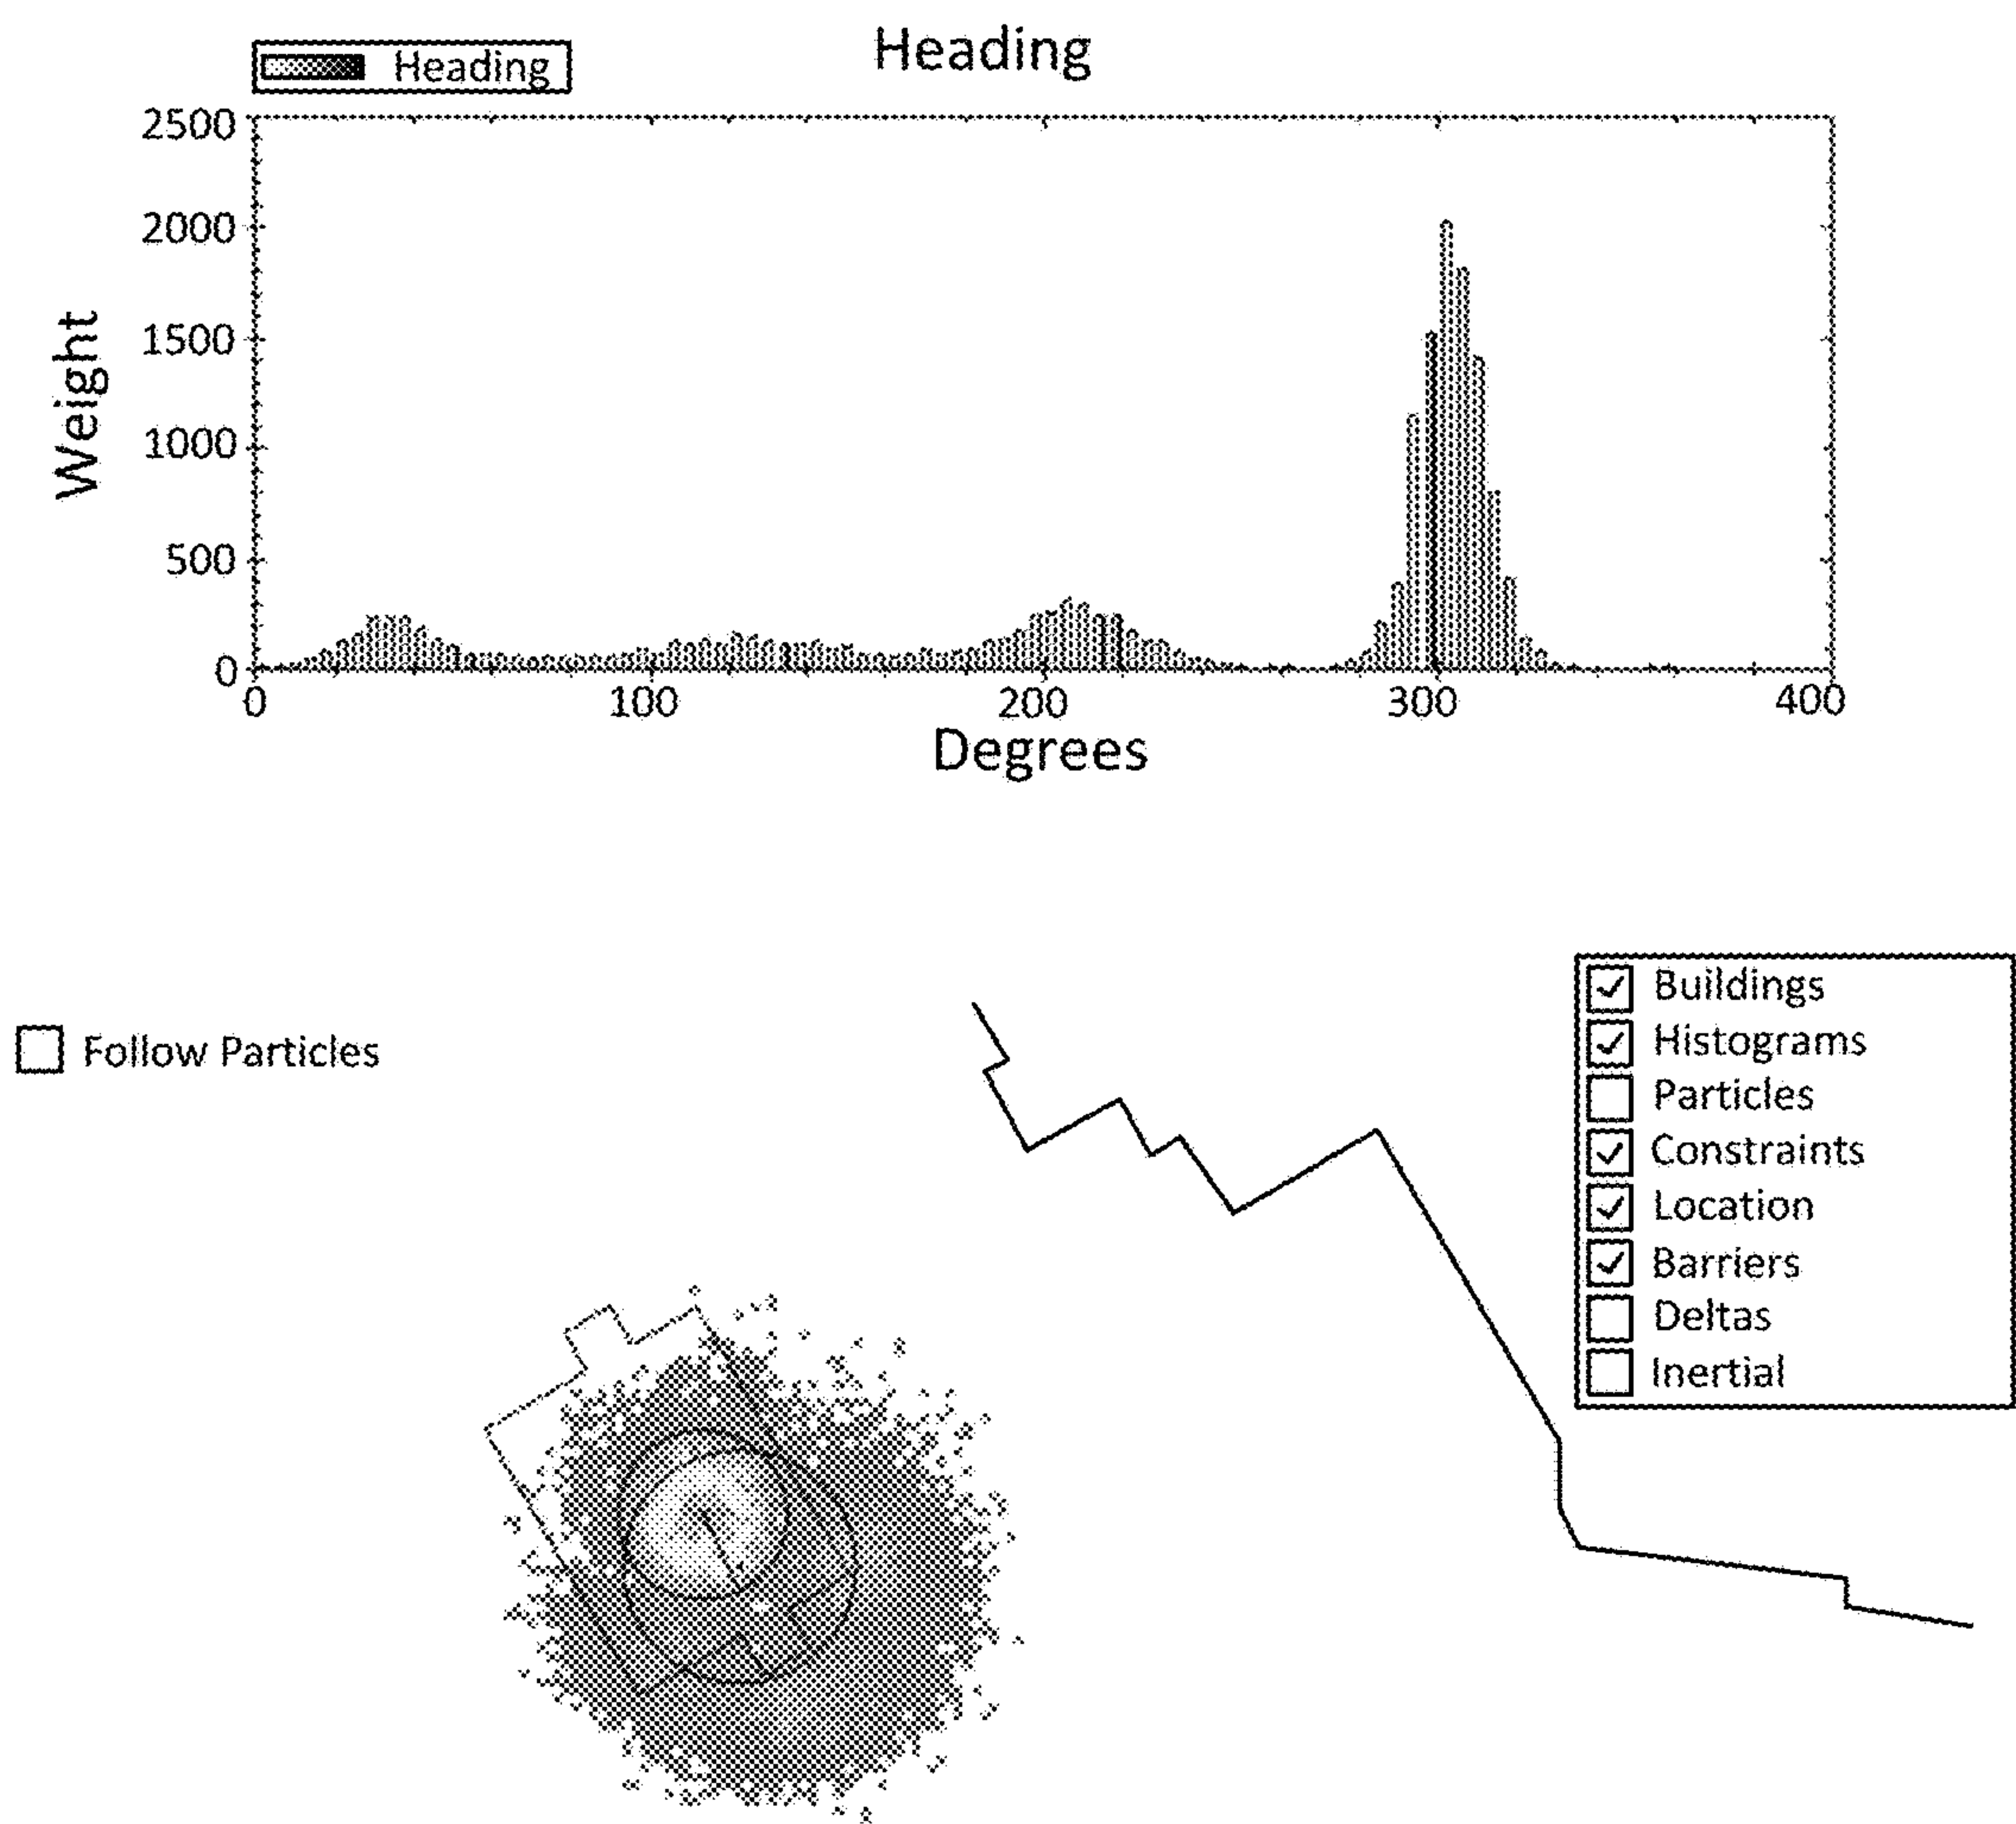 Heading
Heading
2500
2000
1500
1000
500
0
Weight
0 100 200 300 400
Degrees
Follow Particles
Buildings
Histograms
Particles
Constraints
Location
Barriers
Deltas
Inertial